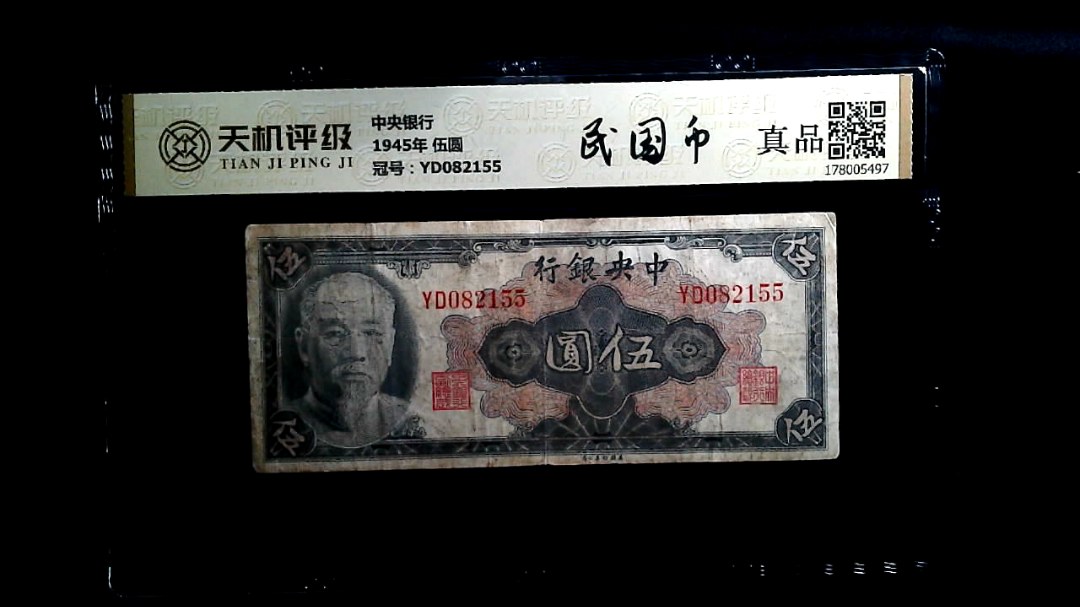 天机评级
TIAN JI PING JI
中央银行
1945年 伍圆
冠号：YD082155
民国币
真品
178005497
行銀央中
YD082155
YD082155
圓伍
伍
伍
伍
伍